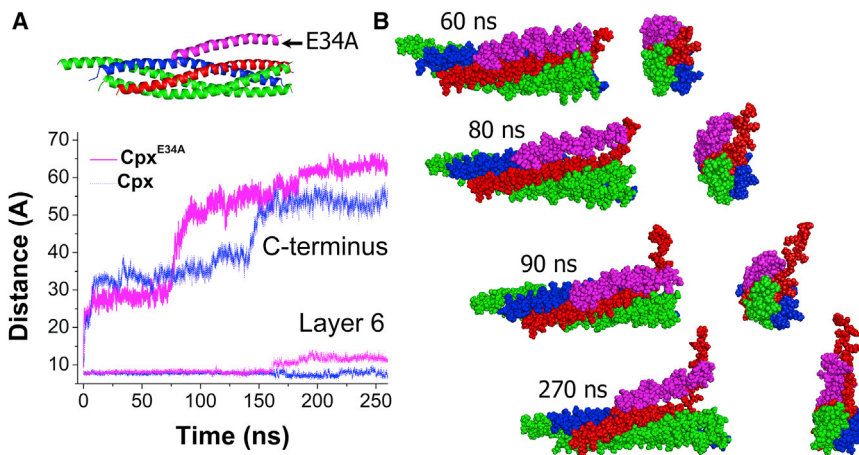 A
E34A
70
60
50
40
30
20
10
Cpx^E34A
Cpx
C-terminus
Layer 6
Distance (A)
0 50 100 150 200 250
Time (ns)
B
60 ns
80 ns
90 ns
270 ns